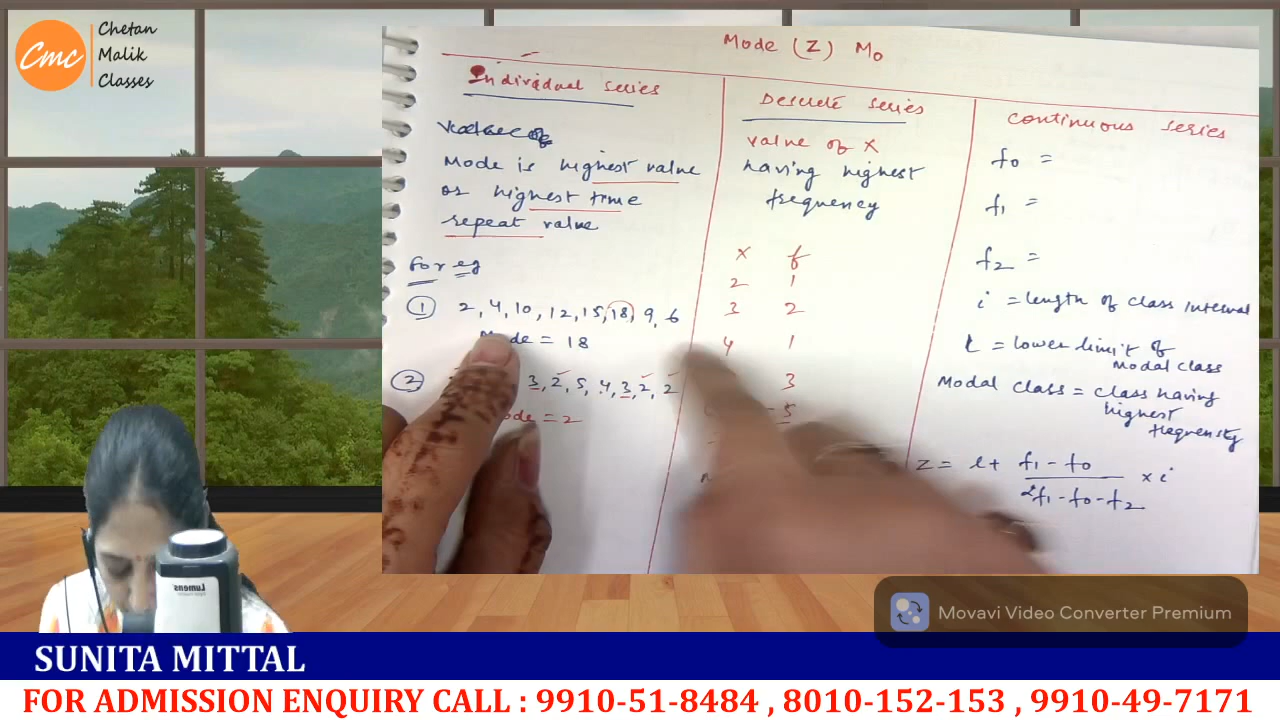 Chetan
Malik
Classes
CMC
Mode (Z) Mo
Individual series
Mode is highest value
or highest time
repeat value
For eg
① 2, 4, 10, 12, 15, 18, 9, 6
Mode = 18
② 3, 2, 5, 4, 3, 2, 2
= 2
Descrete series
value of X
having highest
frequency
X f
2 1
3 2
4 1
3
5
continuous series
f0 =
f1 =
f2 =
i = length of class interval
L = lower limit of
Modal class
Modal class = class having
highest
frequensty
Z = l + f1 - f0 / 2f1 - f0 - f2 × i
Lumens
Movavi Video Converter Premium
SUNITA MITTAL
FOR ADMISSION ENQUIRY CALL : 9910-51-8484 , 8010-152-153 , 9910-49-7171